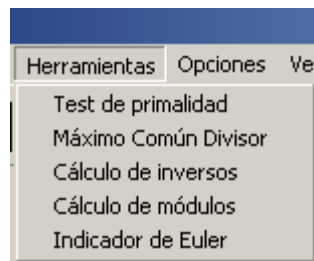 Herramientas Opciones Ve
Test de primalidad
Máximo Común Divisor
Cálculo de inversos
Cálculo de módulos
Indicador de Euler